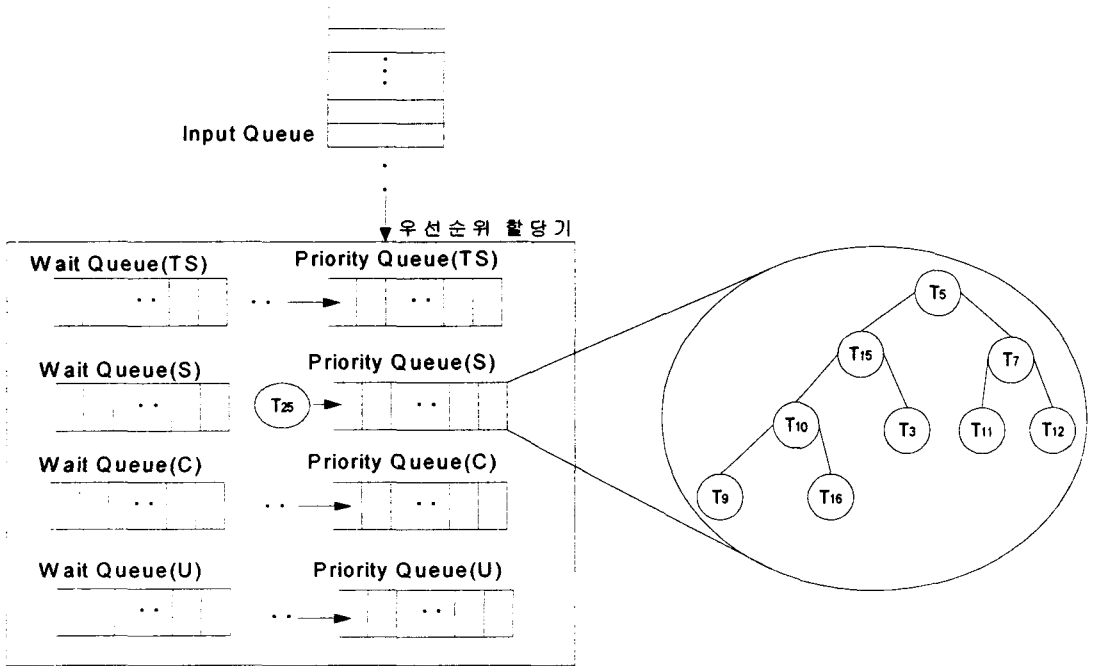 Input Queue
우선순위 할당기
Wait Queue(TS)
Priority Queue(TS)
Wait Queue(S)
Priority Queue(S)
T25
Wait Queue(C)
Priority Queue(C)
Wait Queue(U)
Priority Queue(U)
T5
T15
T7
T10
T3
T11
T12
T9
T16